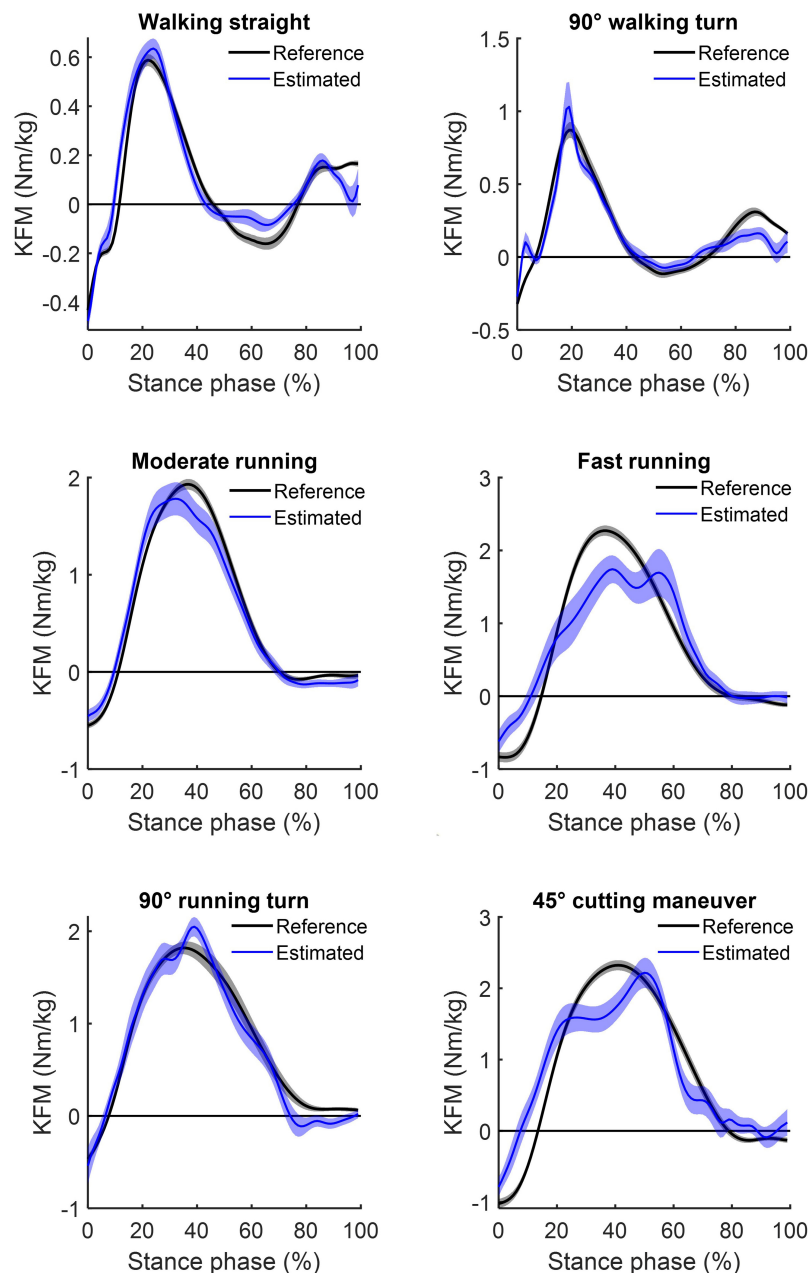 Walking straight
0.6
0.4
0.2
0
-0.2
-0.4
KFM (Nm/kg)
Reference
Estimated
0 20 40 60 80 100
Stance phase (%)
90° walking turn
1.5
1
0.5
0
-0.5
KFM (Nm/kg)
Reference
Estimated
0 20 40 60 80 100
Stance phase (%)
Moderate running
2
1
0
-1
KFM (Nm/kg)
Reference
Estimated
0 20 40 60 80 100
Stance phase (%)
Fast running
3
2
1
0
-1
KFM (Nm/kg)
Reference
Estimated
0 20 40 60 80 100
Stance phase (%)
90° running turn
2
1
0
-1
KFM (Nm/kg)
Reference
Estimated
0 20 40 60 80 100
Stance phase (%)
45° cutting maneuver
3
2
1
0
-1
KFM (Nm/kg)
Reference
Estimated
0 20 40 60 80 100
Stance phase (%)